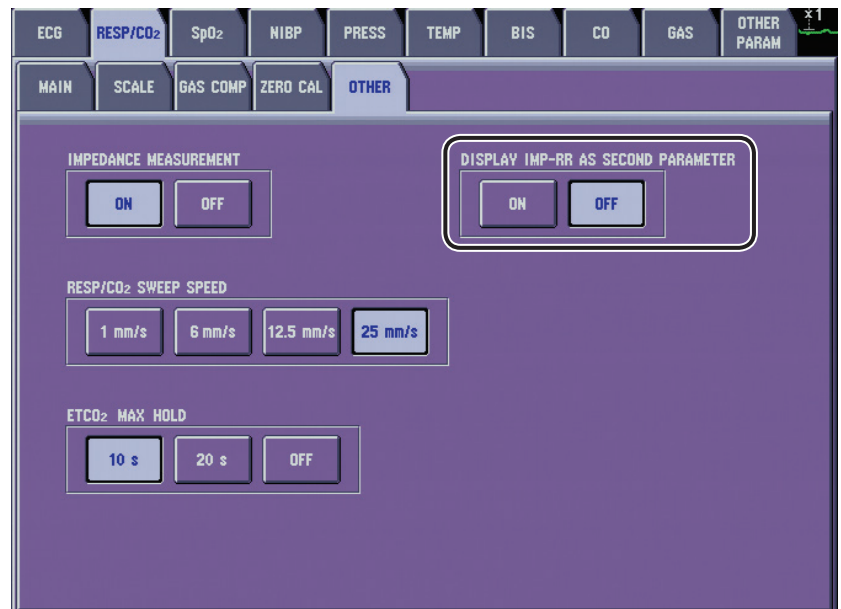 ECG RESP/CO₂ SpO₂ NIBP PRESS TEMP BIS CO GAS OTHER PARAM x1
MAIN SCALE GAS COMP ZERO CAL OTHER
IMPEDANCE MEASUREMENT
ON OFF
DISPLAY IMP-RR AS SECOND PARAMETER
ON OFF
RESP/CO₂ SWEEP SPEED
1 mm/s 6 mm/s 12.5 mm/s 25 mm/s
ETCO₂ MAX HOLD
10 s 20 s OFF